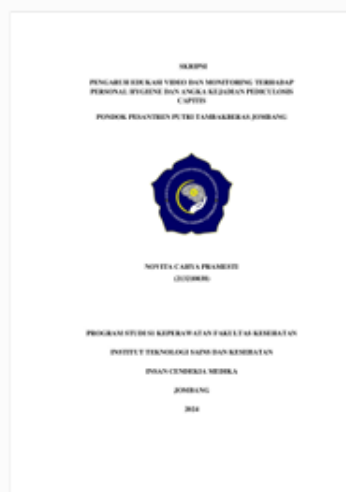 SKRIPSI
PENGARUH EDUKASI VIDEO DAN MONITORING TERHADAP
PERSONAL HYGIENE DAN ANGKA KEJADIAN PEDICULOSIS
CAPITIS
PONDOK PESANTREN PUTRI TAMBAKBERAS JOMBANG
NOVITA CAHYA PRAMESTI
PROGRAM STUDI S1 KEPERAWATAN FAKULTAS KESEHATAN
INSTITUT TEKNOLOGI SAINS DAN KESEHATAN
INSAN CENDEKIA MEDIKA
JOMBANG
2024